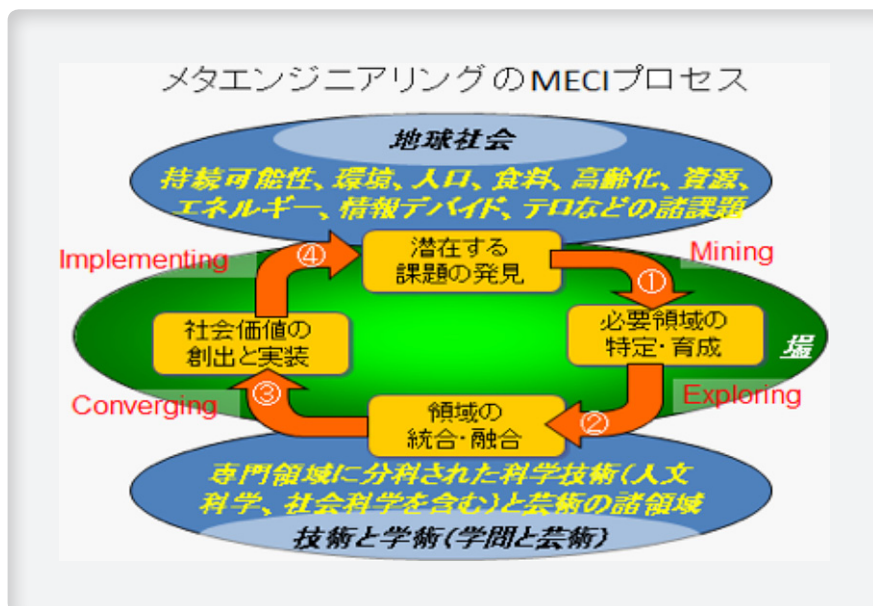 メタエンジニアリングのMECIプロセス
地球社会
持続可能性、環境、人口、食料、高齢化、資源、
エネルギー、情報デバイド、テロなどの諸課題
Implementing
④
潜在する
課題の発見
Mining
①
社会価値の
創出と実装
必要領域の
特定・育成
場
Converging
③
領域の
統合・融合
②
Exploring
専門領域に分科された科学技術(人文
科学、社会科学を含む)と芸術の諸領域
技術と学術(学問と芸術)